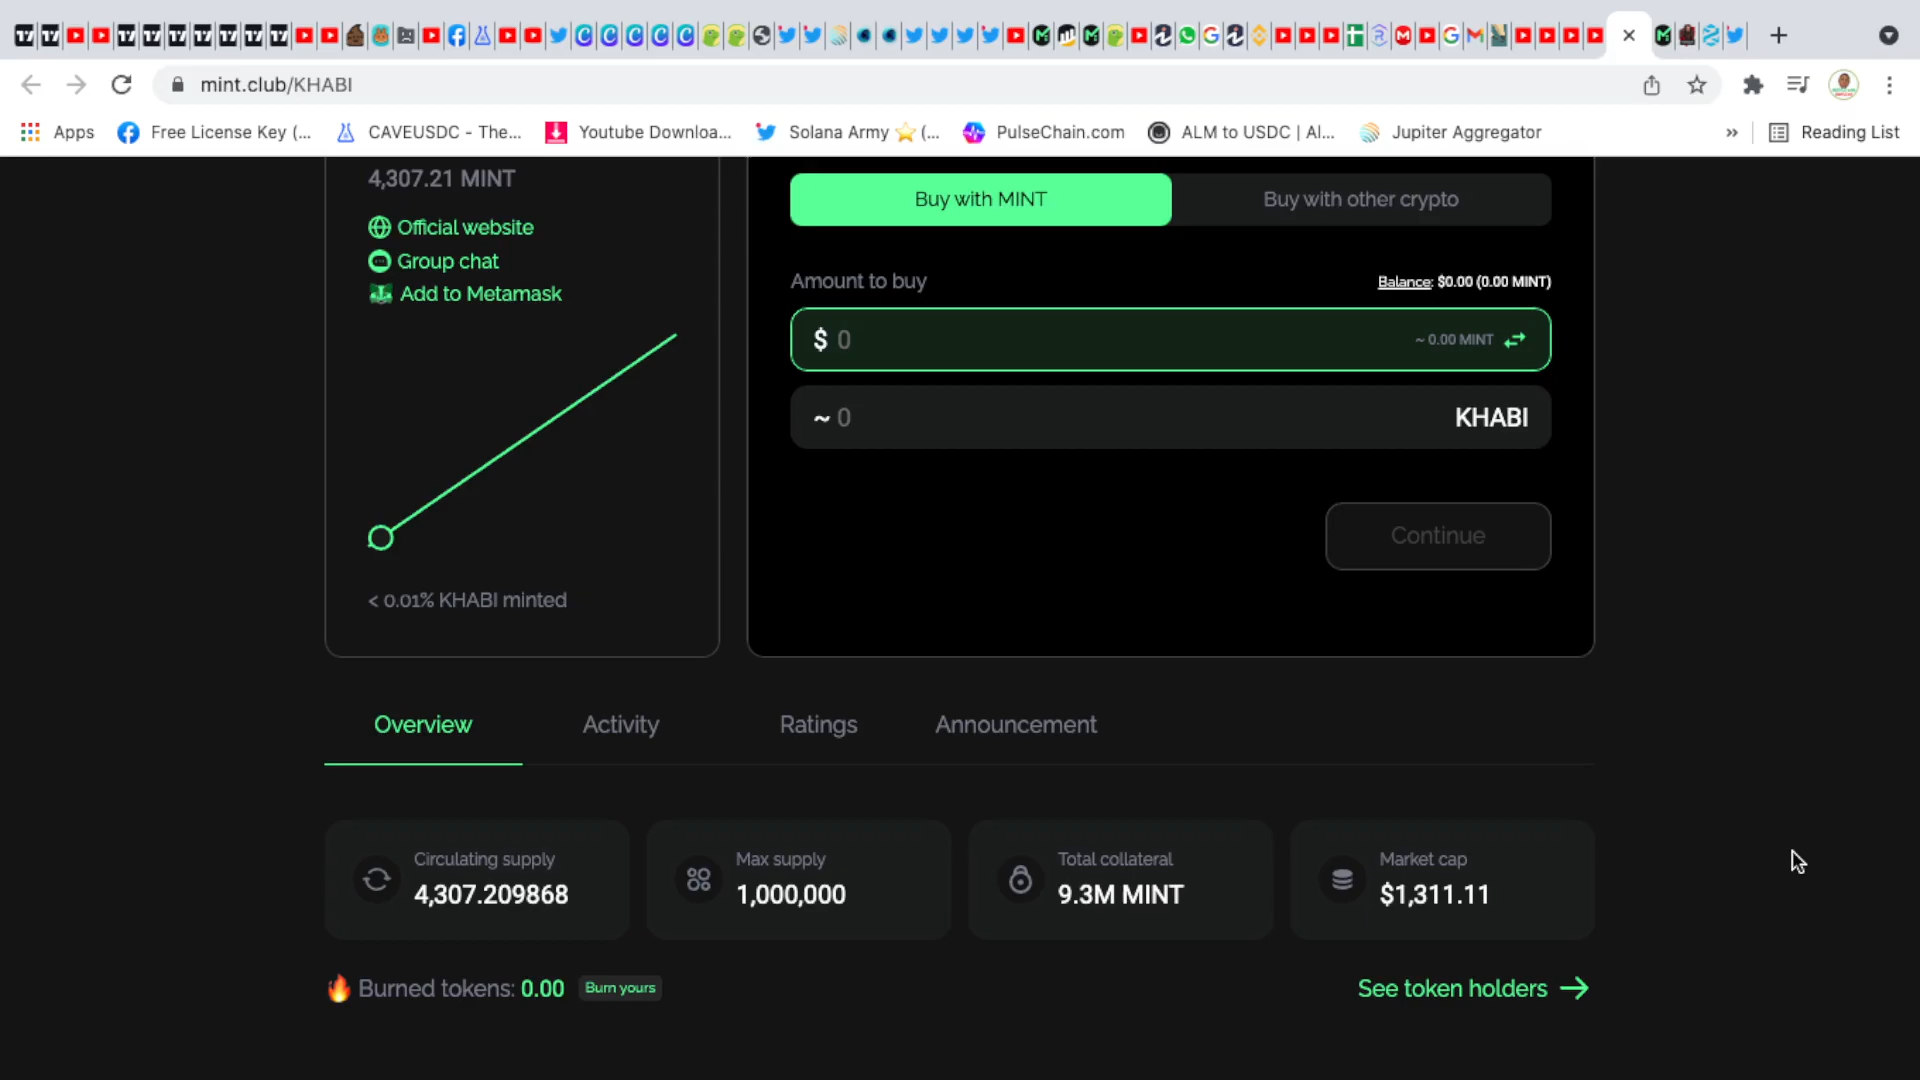 mint.club/KHABI
Apps
Free License Key (...
CAVEUSDC - The...
Youtube Downloa...
Solana Army ⭐ (...
PulseChain.com
ALM to USDC | Al...
Jupiter Aggregator
»
Reading List
4,307.21 MINT
Official website
Group chat
Add to Metamask
< 0.01% KHABI minted
Buy with MINT
Buy with other crypto
Amount to buy
Balance: $0.00 (0.00 MINT)
$ 0
~ 0.00 MINT
~ 0
KHABI
Continue
Overview
Activity
Ratings
Announcement
Circulating supply
4,307.209868
Max supply
1,000,000
Total collateral
9.3M MINT
Market cap
$1,311.11
🔥 Burned tokens: 0.00
Burn yours
See token holders →